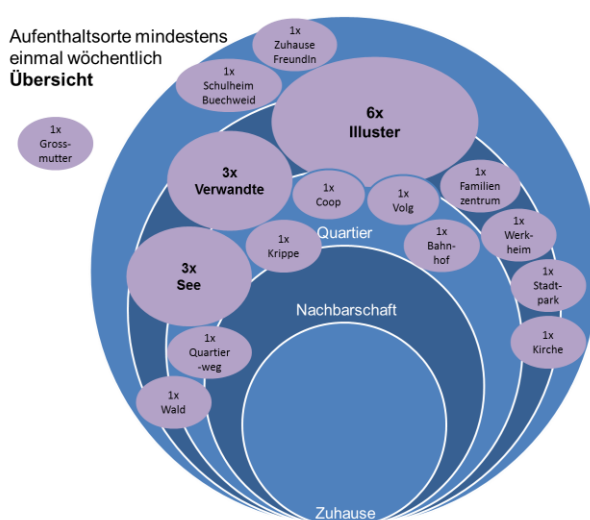 Aufenthaltsorte mindestens
einmal wöchentlich
Übersicht
1x
Zuhause
FreundIn
1x
Schulheim
Buechweid
6x
Illuster
1x
Gross-
mutter
3x
Verwandte
1x
Coop
1x
Volg
1x
Familien
zentrum
Quartier
1x
Krippe
1x
Bahn-
hof
1x
Werk-
heim
3x
See
1x
Stadt-
park
Nachbarschaft
1x
Quartier
-weg
1x
Kirche
1x
Wald
Zuhause